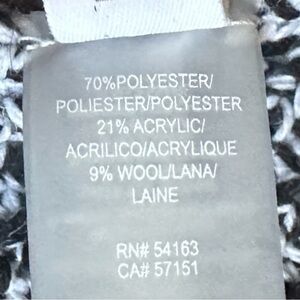 70%POLYESTER/
POLIESTER/POLYESTER
21% ACRYLIC/
ACRILICO/ACRYLIQUE
9% WOOL/LANA/
LAINE
RN# 54163
CA# 57151